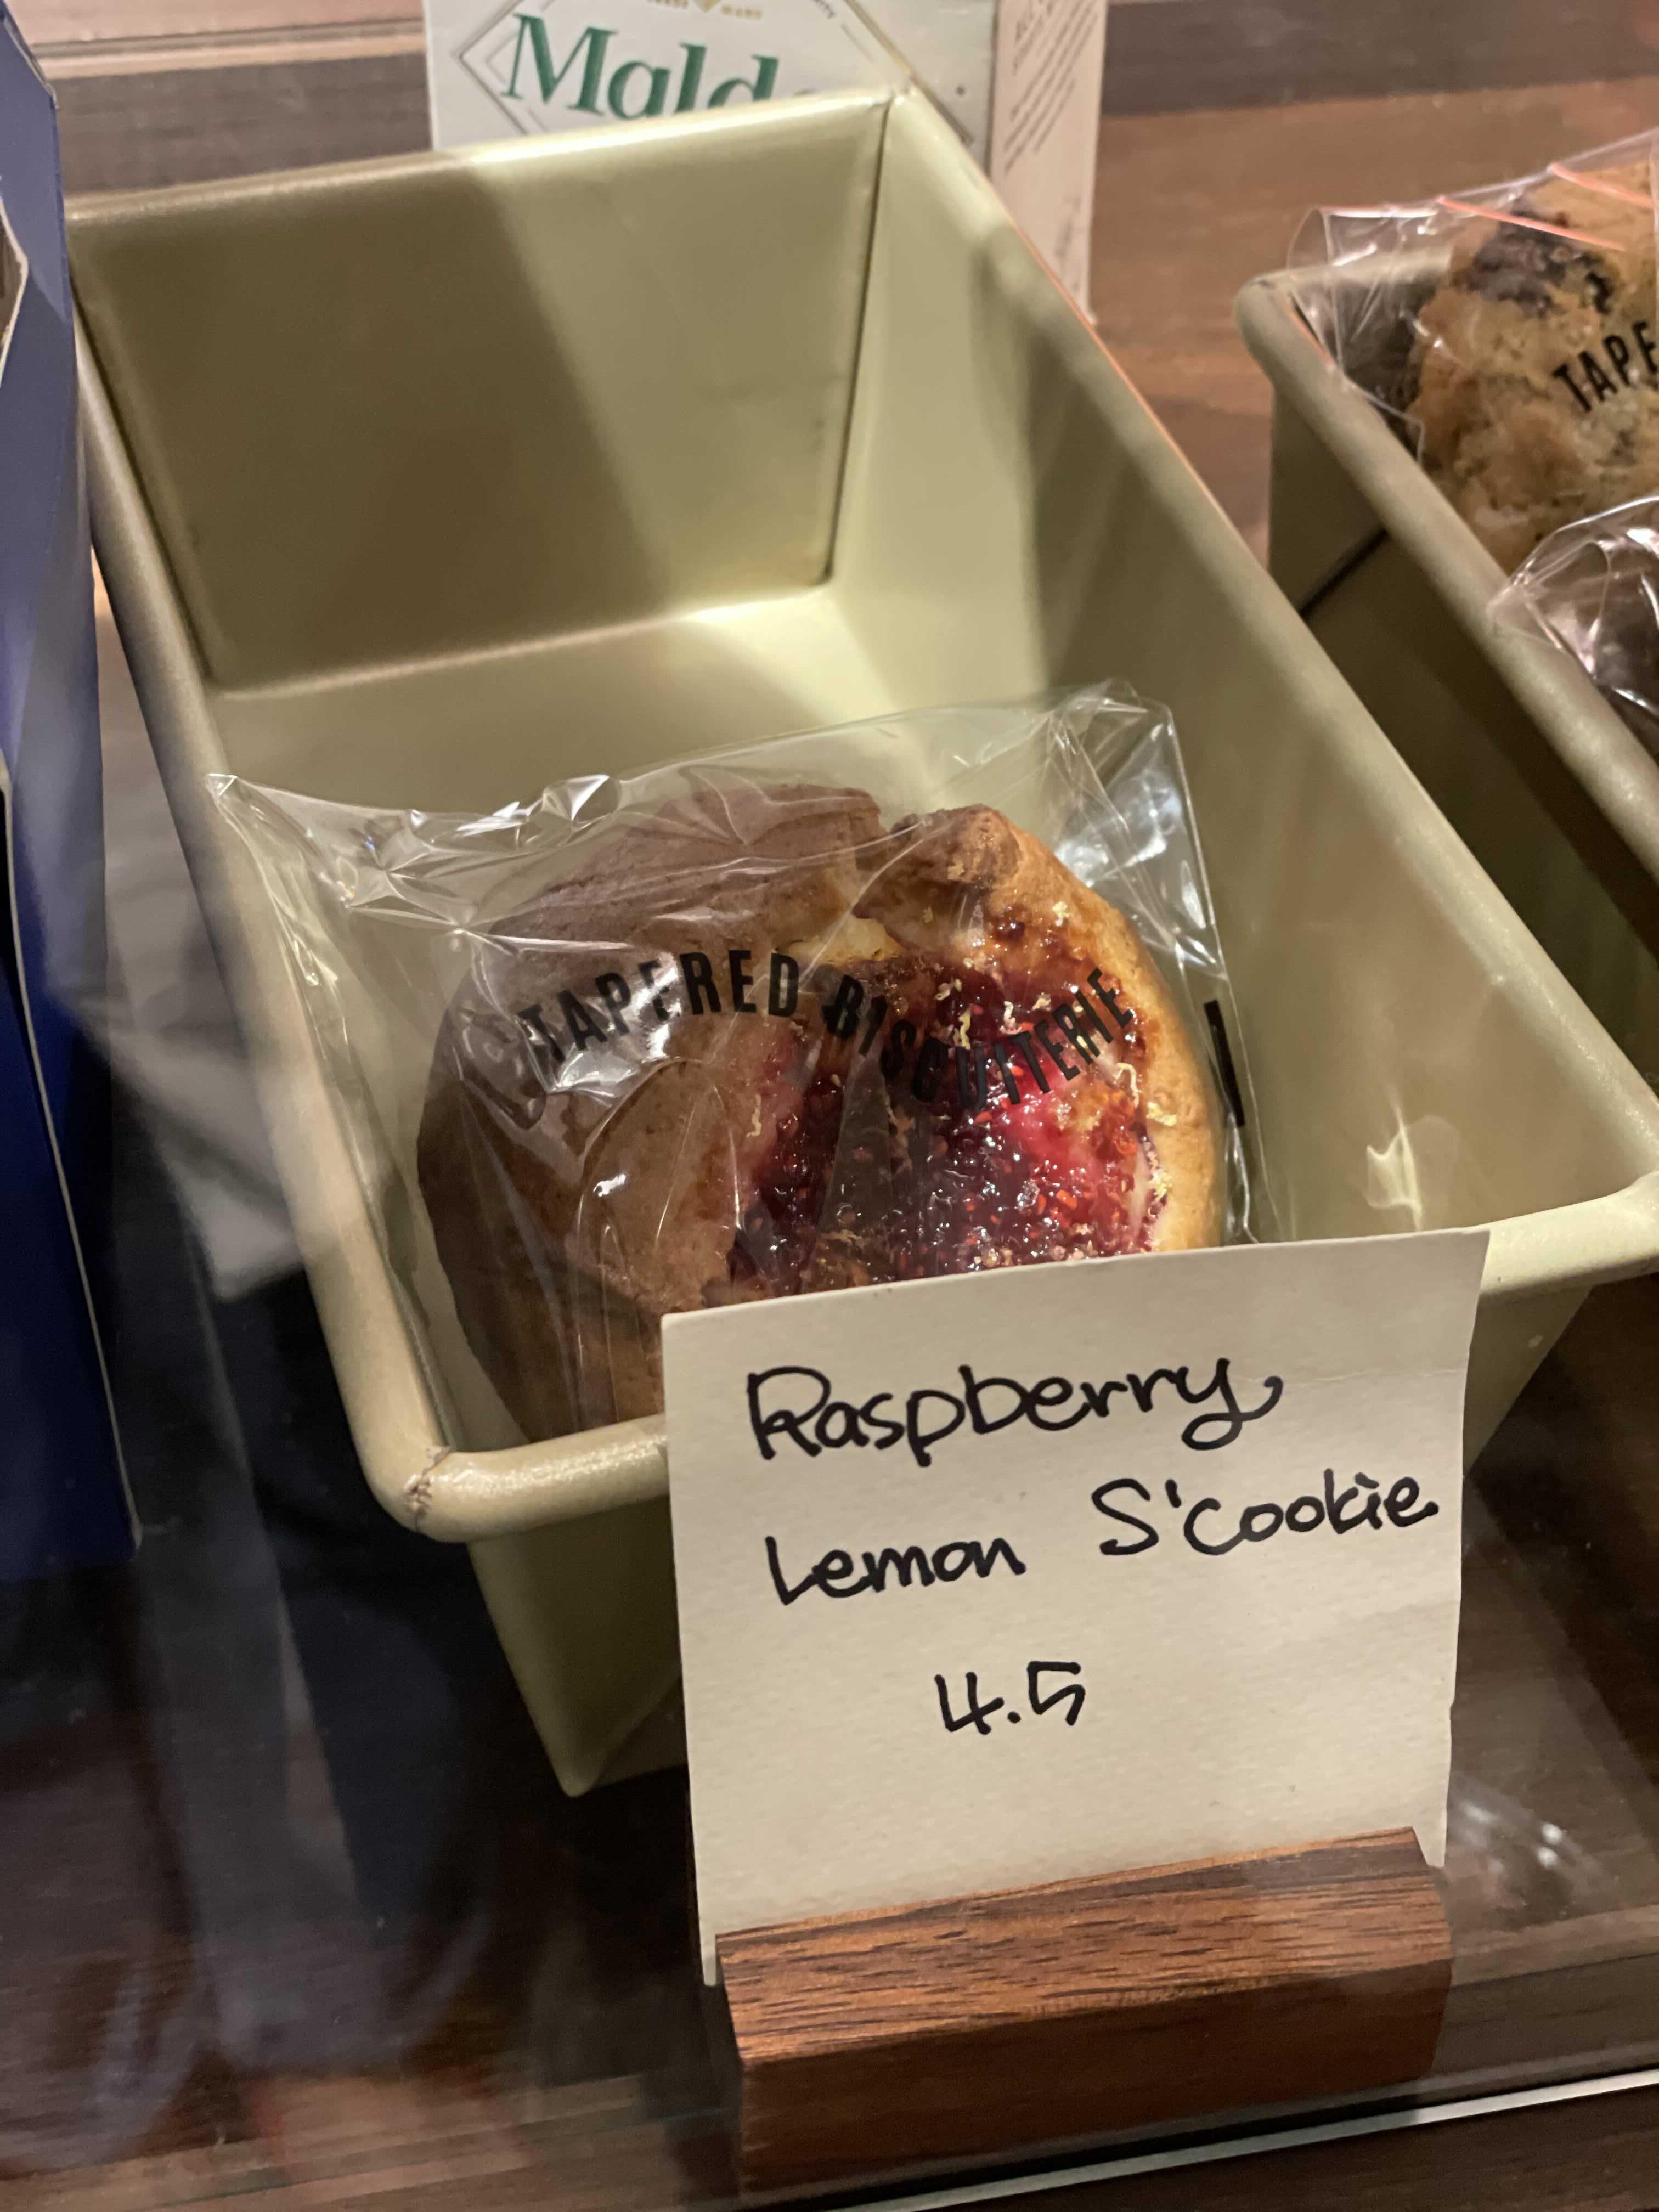 Mald
TAPE
TAPERED BISCUITERIE
Raspberry
Lemon S'cookie
4.5